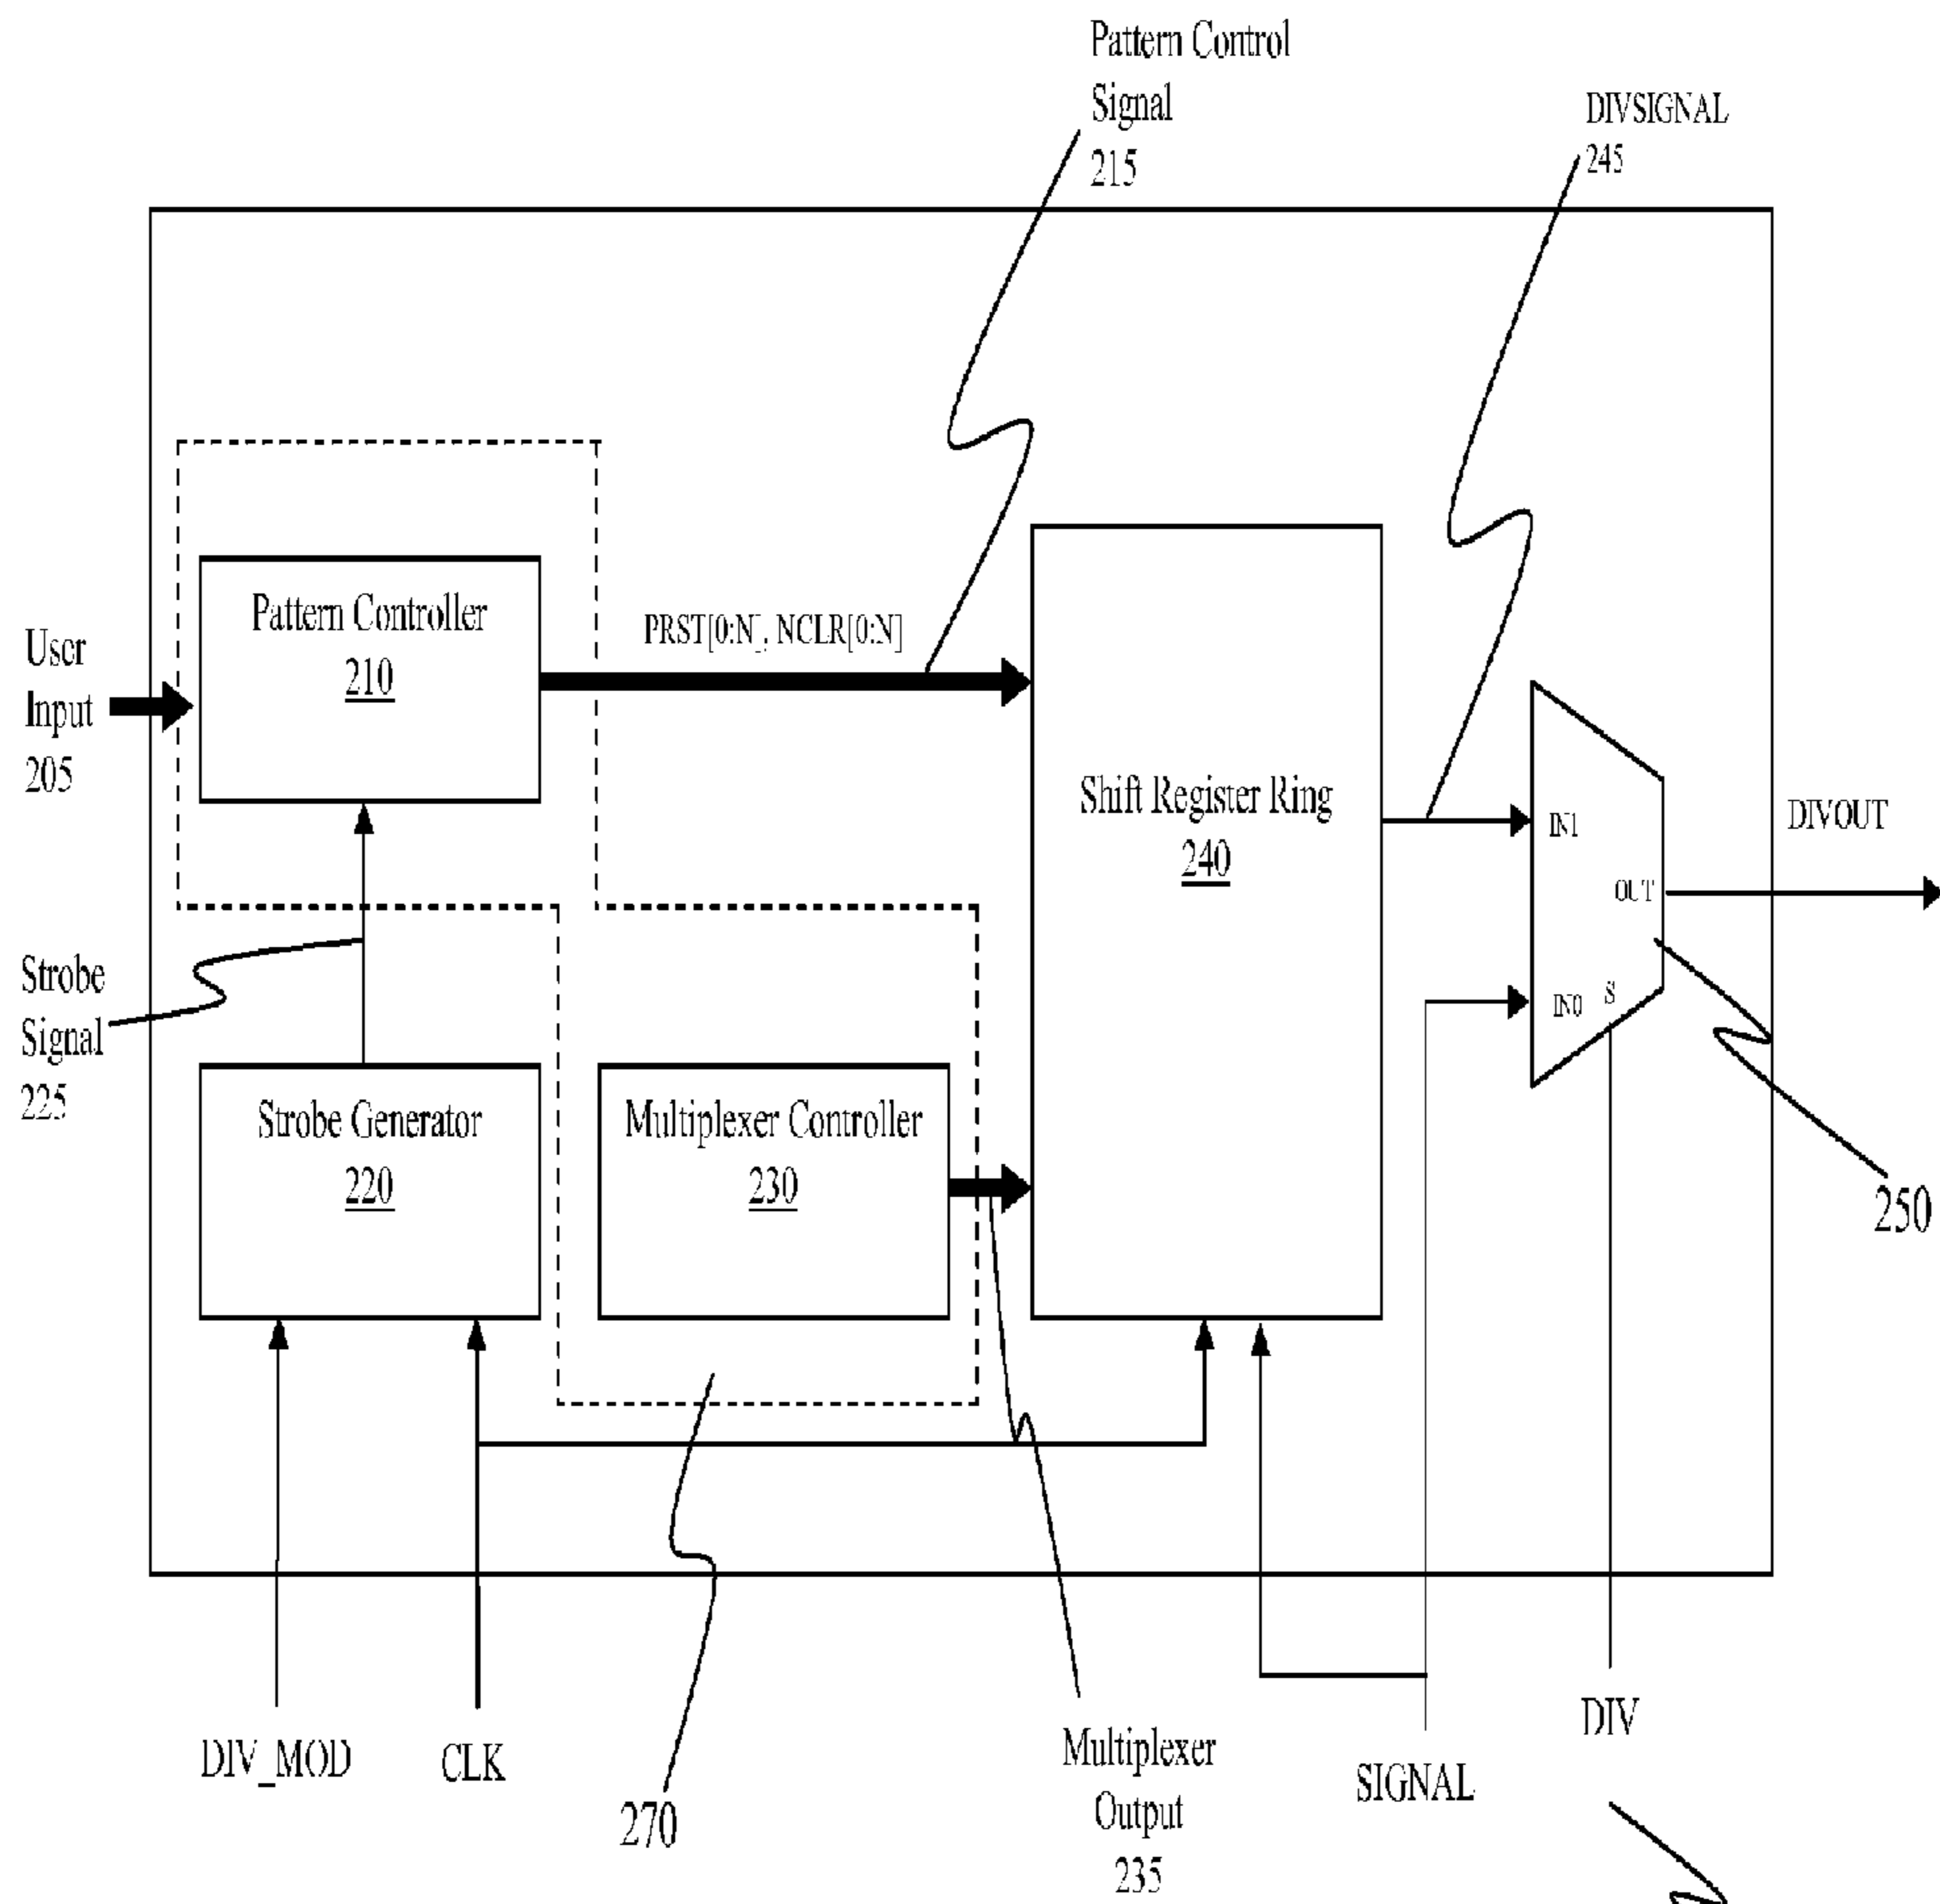 Pattern Control
Signal
215
DIVSIGNAL
245
Pattern Controller
210
PRST[0:N], NCLR[0:N]
User
Input
205
Shift Register Ring
240
IN1
DIVOUT
OUT
Strobe
Signal
225
IN0
S
Strobe Generator
220
Multiplexer Controller
230
250
DIV_MOD
CLK
270
Multiplexer
Output
235
SIGNAL
DIV